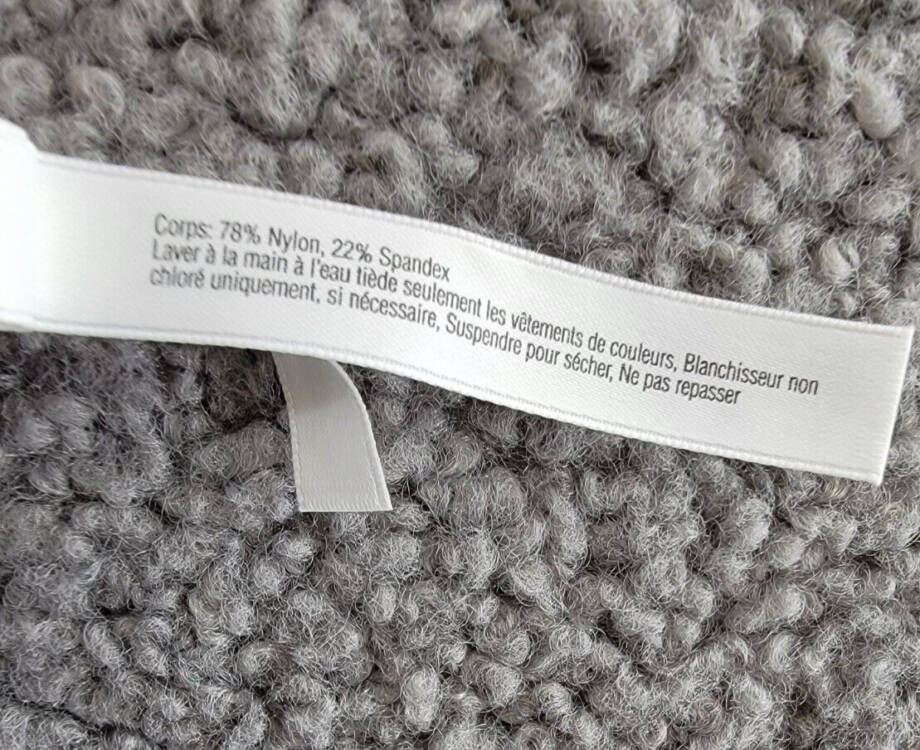 Corps: 78% Nylon, 22% Spandex
Laver à la main à l'eau tiède seulement les vêtements de couleurs, Blanchisseur non
chloré uniquement, si nécessaire, Suspendre pour sécher, Ne pas repasser